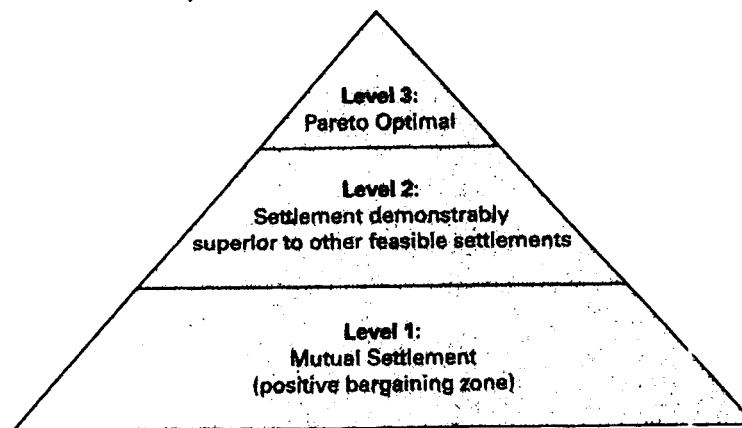 Level 3:
Pareto Optimal
Level 2:
Settlement demonstrably
superior to other feasible settlements
Level 1:
Mutual Settlement
(positive bargaining zone)